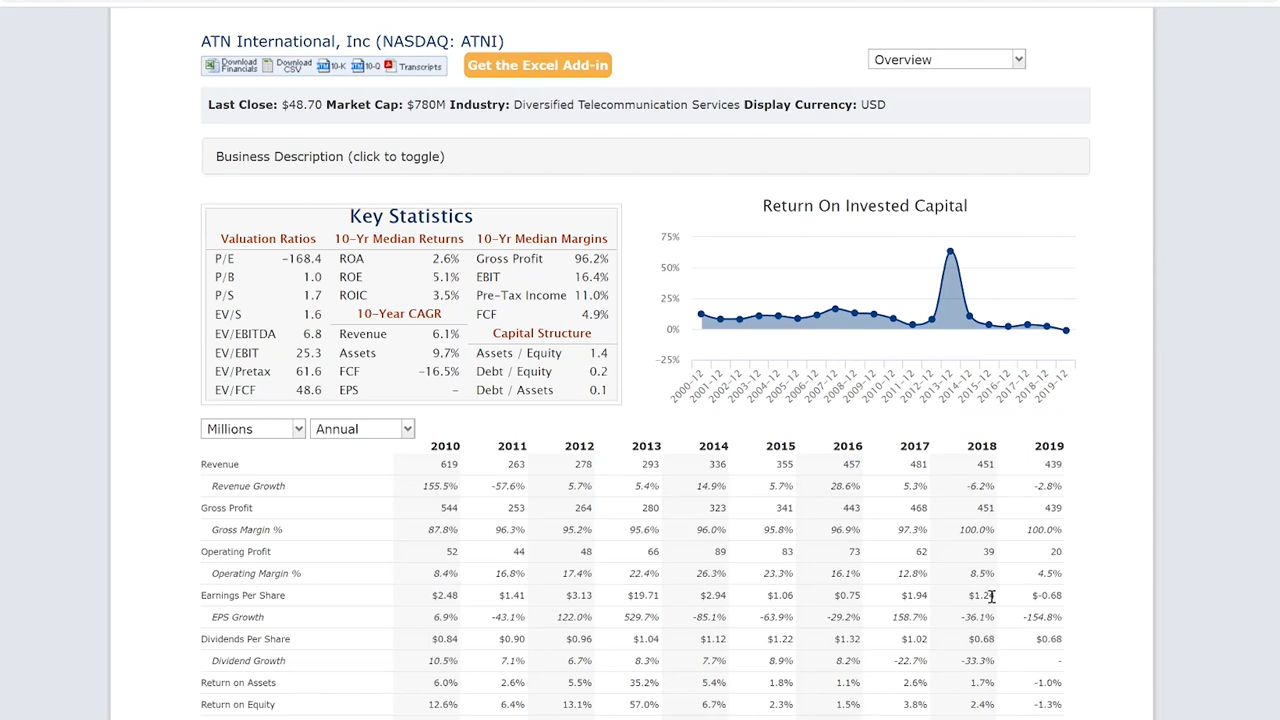 ATN International, Inc (NASDAQ: ATNI)
Download Financials Download CSV 10-K 10-Q Transcripts
Get the Excel Add-in
Overview
Last Close: $48.70 Market Cap: $780M Industry: Diversified Telecommunication Services Display Currency: USD
Business Description (click to toggle)
Key Statistics
Valuation Ratios
P/E -168.4
P/B 1.0
P/S 1.7
EV/S 1.6
EV/EBITDA 6.8
EV/EBIT 25.3
EV/Pretax 61.6
EV/FCF 48.6
10-Yr Median Returns
ROA 2.6%
ROE 5.1%
ROIC 3.5%
10-Year CAGR
Revenue 6.1%
Assets 9.7%
FCF -16.5%
EPS -
10-Yr Median Margins
Gross Profit 96.2%
EBIT 16.4%
Pre-Tax Income 11.0%
FCF 4.9%
Capital Structure
Assets / Equity 1.4
Debt / Equity 0.2
Debt / Assets 0.1
Return On Invested Capital
75%
50%
25%
0%
-25%
2000-12 2001-12 2002-12 2003-12 2004-12 2005-12 2006-12 2007-12 2008-12 2009-12 2010-12 2011-12 2012-12 2013-12 2014-12 2015-12 2016-12 2017-12 2018-12 2019-12
Millions Annual
2010 2011 2012 2013 2014 2015 2016 2017 2018 2019
Revenue 619 263 278 293 336 355 457 481 451 439
Revenue Growth 155.5% -57.6% 5.7% 5.4% 14.9% 5.7% 28.6% 5.3% -6.2% -2.8%
Gross Profit 544 253 264 280 323 341 443 468 451 439
Gross Margin % 87.8% 96.3% 95.2% 95.6% 96.0% 95.8% 96.9% 97.3% 100.0% 100.0%
Operating Profit 52 44 48 66 89 83 73 62 39 20
Operating Margin % 8.4% 16.8% 17.4% 22.4% 26.3% 23.3% 16.1% 12.8% 8.5% 4.5%
Earnings Per Share $2.48 $1.41 $3.13 $19.71 $2.94 $1.06 $0.75 $1.94 $-0.68
EPS Growth 6.9% -43.1% 122.0% 529.7% -85.1% -63.9% -29.2% 158.7% -36.1% -154.8%
Dividends Per Share $0.84 $0.90 $0.96 $1.04 $1.12 $1.22 $1.32 $1.02 $0.68 $0.68
Dividend Growth 10.5% 7.1% 6.7% 8.3% 7.7% 8.9% 8.2% -22.7% -33.3% -
Return on Assets 6.0% 2.6% 5.5% 35.2% 5.4% 1.8% 1.1% 2.6% 1.7% -1.0%
Return on Equity 12.6% 6.4% 13.1% 57.0% 6.7% 2.3% 1.5% 3.8% 2.4% -1.3%